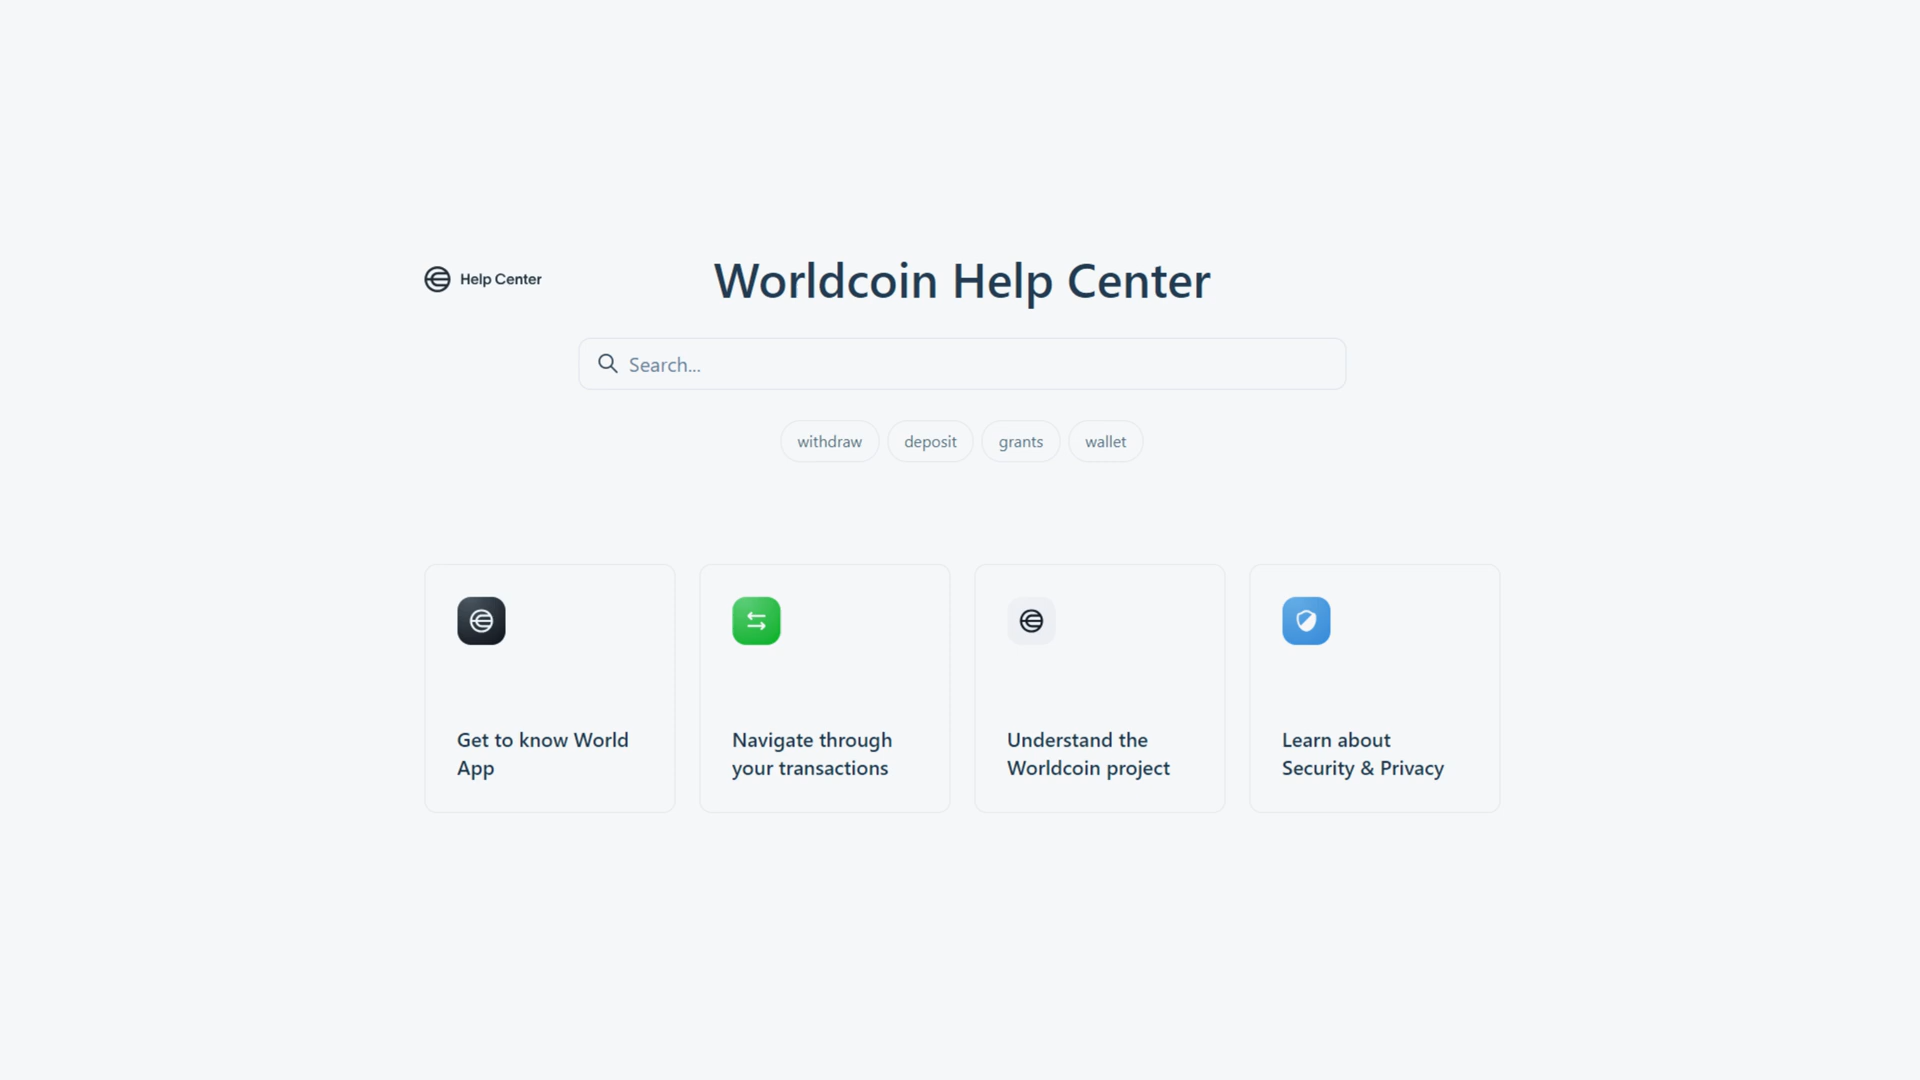 Help Center
Worldcoin Help Center
Search...
withdraw
deposit
grants
wallet
Get to know World
App
Navigate through
your transactions
Understand the
Worldcoin project
Learn about
Security & Privacy